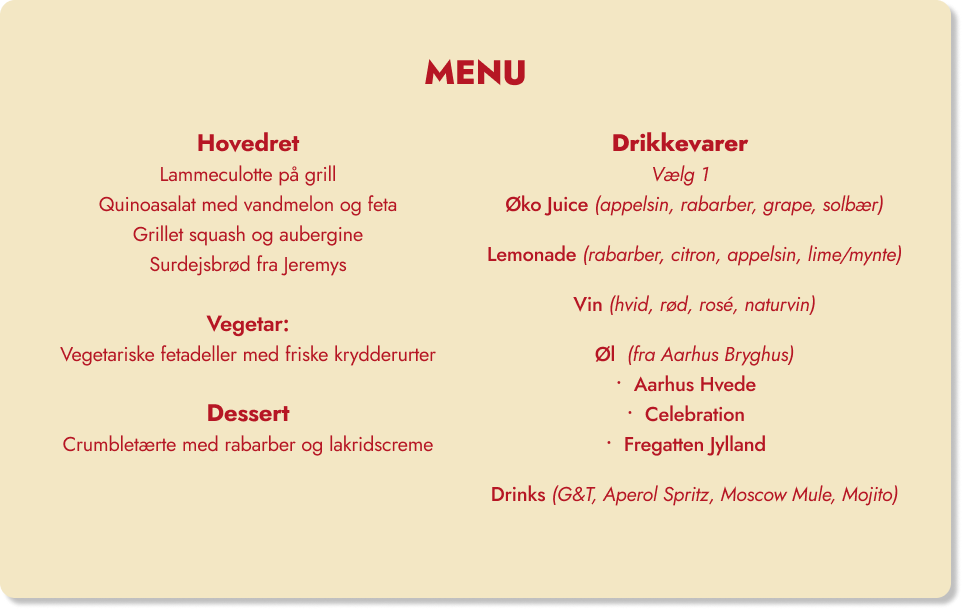 MENU
Hovedret
Lammeculotte på grill
Quinoasalat med vandmelon og feta
Grillet squash og aubergine
Surdejsbrød fra Jeremys
Vegetar:
Vegetariske fetadeller med friske krydderurter
Dessert
Crumbletærte med rabarber og lakridscreme
Drikkevarer
Vælg 1
Øko Juice (appelsin, rabarber, grape, solbær)
Lemonade (rabarber, citron, appelsin, lime/mynte)
Vin (hvid, rød, rosé, naturvin)
Øl (fra Aarhus Bryghus)
· Aarhus Hvede
· Celebration
· Fregatten Jylland
Drinks (G&T, Aperol Spritz, Moscow Mule, Mojito)